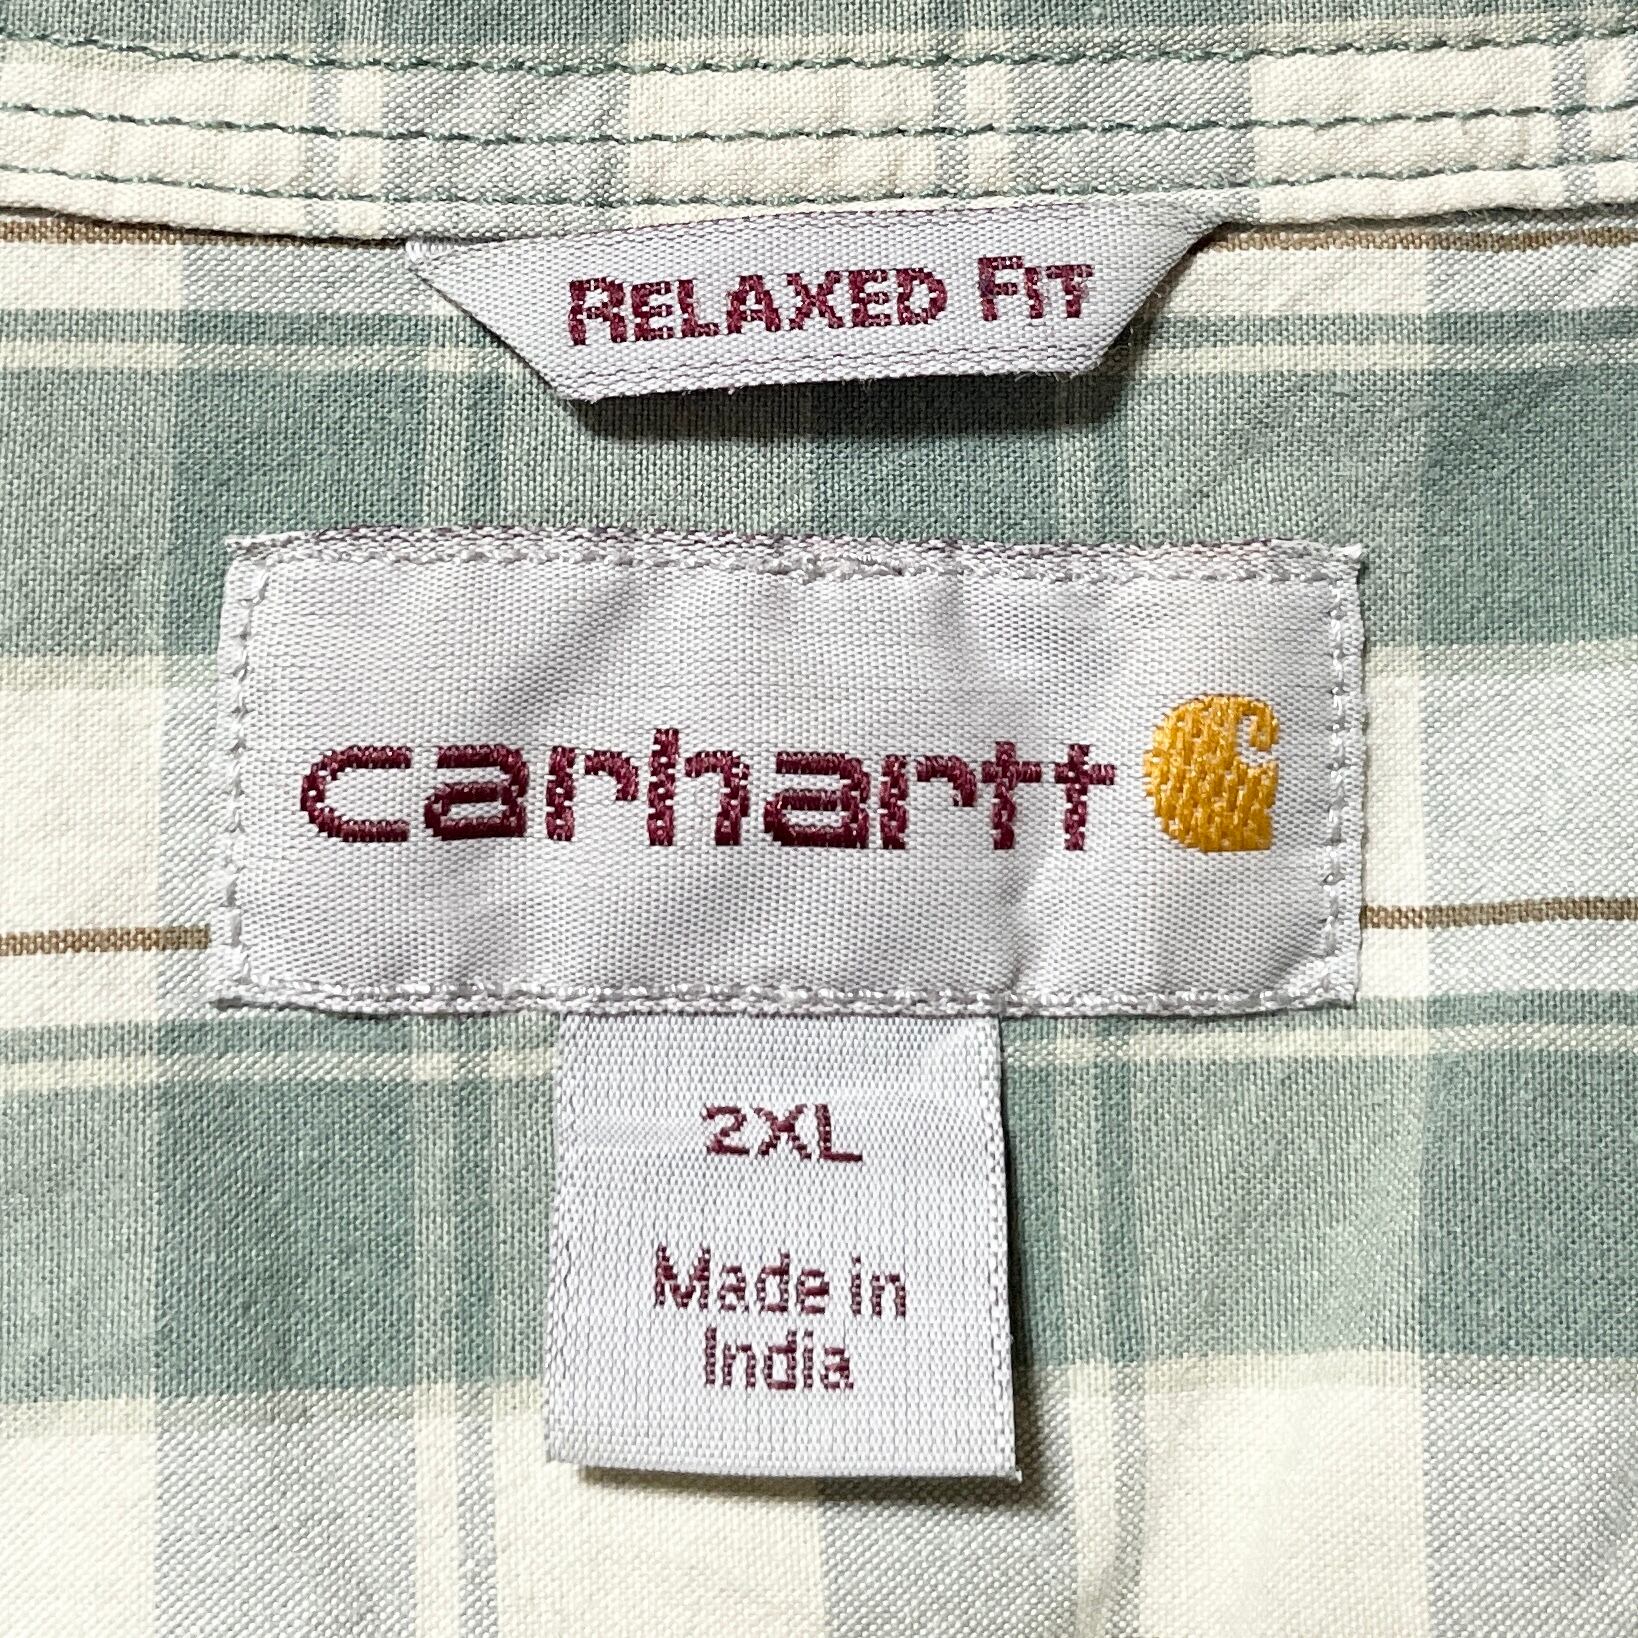 RELAXED FIT
carhartt
2XL
Made in
India